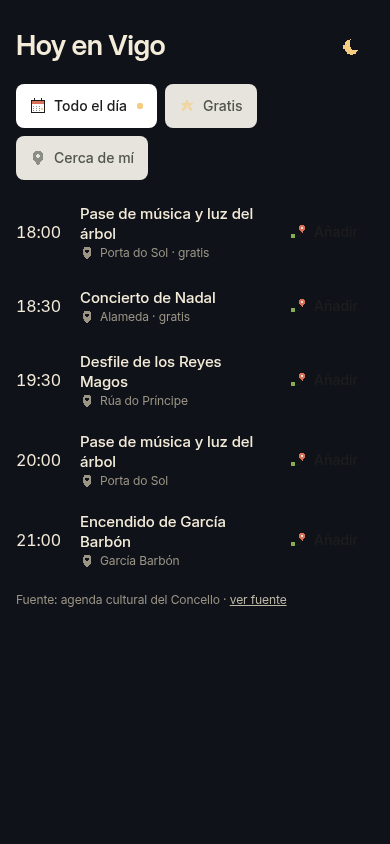 Hoy en Vigo
Todo el día
Gratis
Cerca de mí
18:00
Pase de música y luz del
árbol
Porta do Sol · gratis
Añadir
18:30
Concierto de Nadal
Alameda · gratis
Añadir
19:30
Desfile de los Reyes
Magos
Rúa do Príncipe
Añadir
20:00
Pase de música y luz del
árbol
Porta do Sol
Añadir
21:00
Encendido de García
Barbón
García Barbón
Añadir
Fuente: agenda cultural del Concello · ver fuente